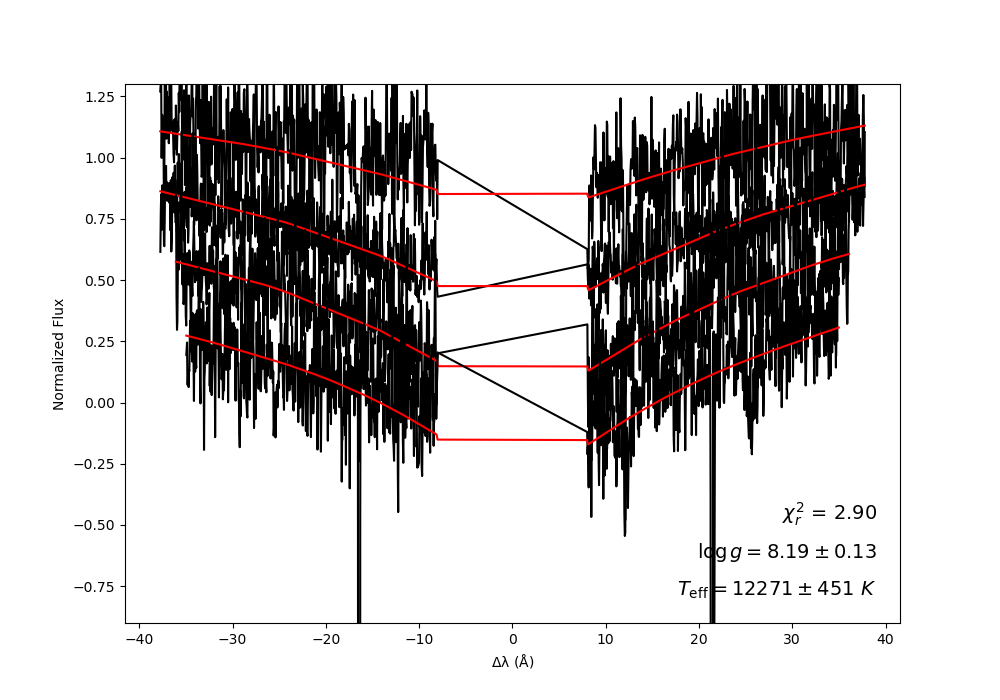 1.25
1.00
0.75
0.50
0.25
0.00
−0.25
−0.50
−0.75
Normalized Flux
χ²ᵣ = 2.90
log g = 8.19 ± 0.13
T_eff = 12271 ± 451 K
−40 −30 −20 −10 0 10 20 30 40
Δλ (Å)